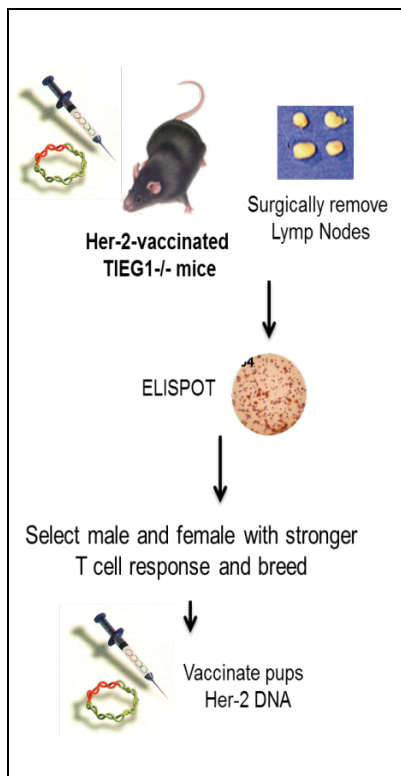 Her-2-vaccinated
TIEG1-/- mice
Surgically remove
Lymp Nodes
ELISPOT
Select male and female with stronger
T cell response and breed
Vaccinate pups
Her-2 DNA